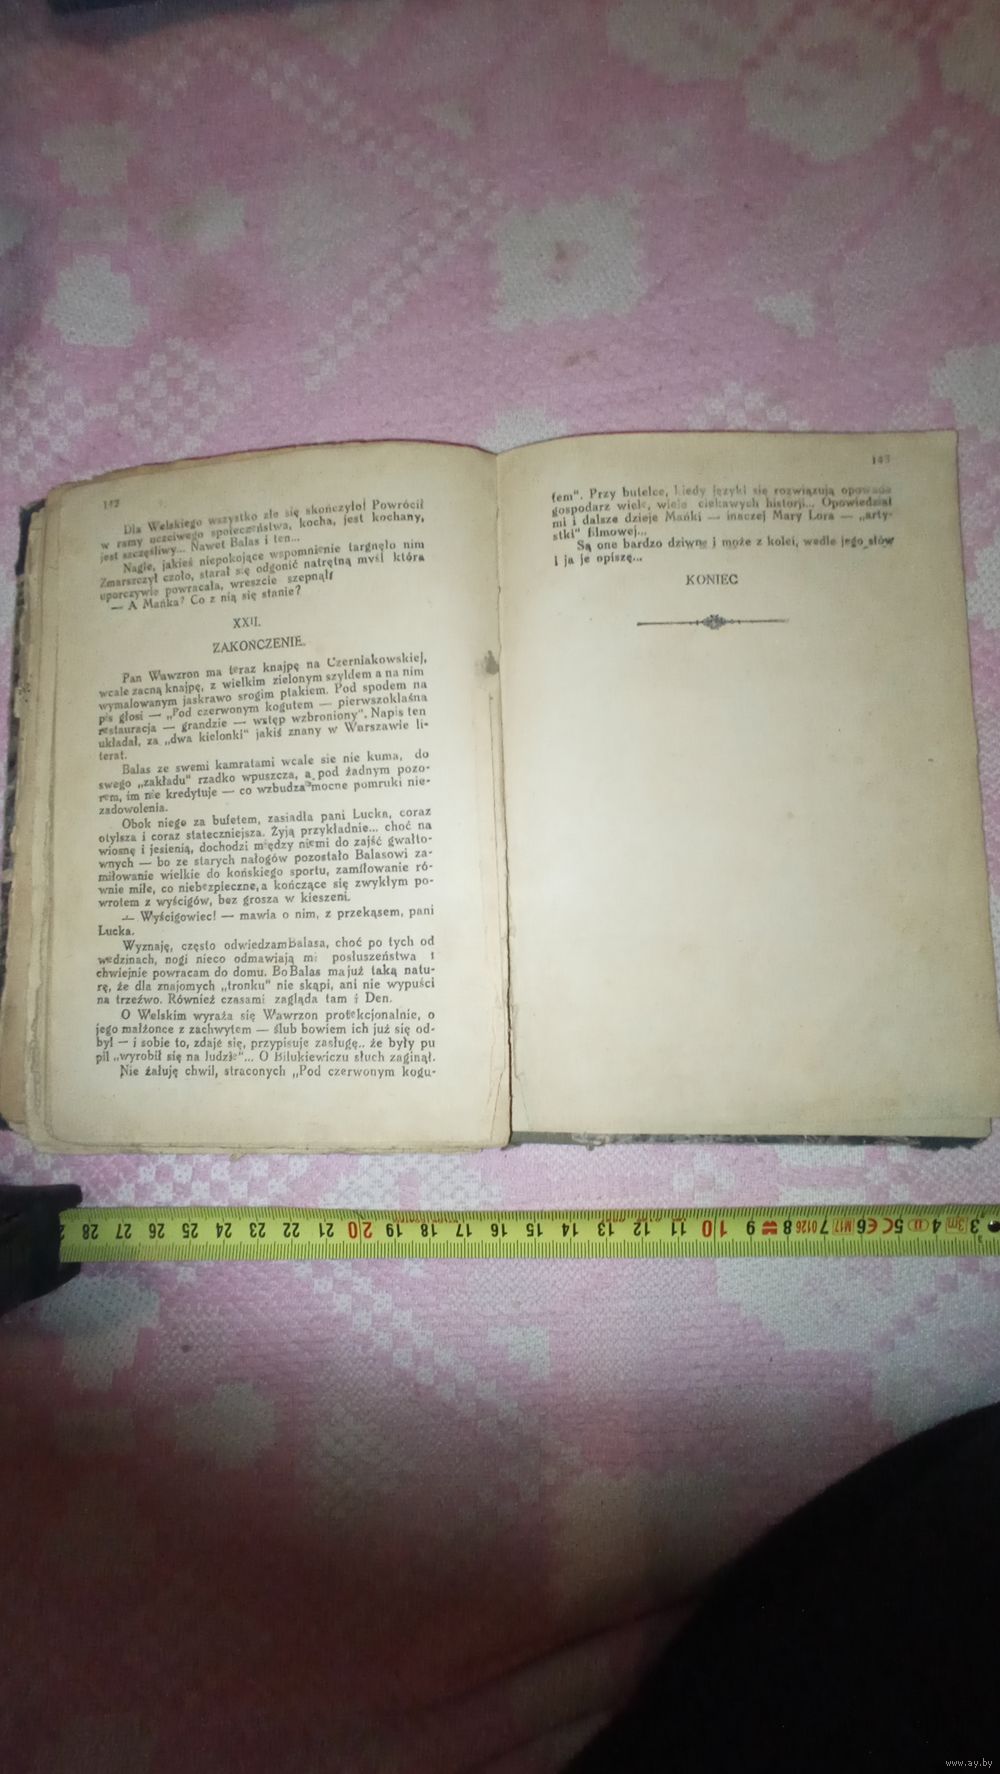 142
Dla Welskiego wszystko złe się skończyło! Powrócił
w ramy uczciwego społeczeństwa, kocha, jest kochany,
jest szczęśliwy... Nawet Balas i ten...
Nagle, jakieś niepokojące wspomnienie targnęło nim
Zmarszczył czoło, starał się odgonić natrętną myśl która
uporczywie powracała, wreszcie szepnął:
— A Mańka? Co z nią się stanie?
XXII.
ZAKOŃCZENIE.
Pan Wawzron ma teraz knajpę na Czerniakowskiej,
wcale zacną knajpę, z wielkim zielonym szyldem a na nim
wymalowanym jaskrawo srogim ptakiem. Pod spodem na
pis głosi — „Pod czerwonym kogutem — pierwszoklaśna
restauracja — grandzie — wstęp wzbroniony". Napis ten
układał, za „dwa kielonki" jakiś znany w Warszawie li-
terat.
Balas ze swemi kamratami wcale sie nie kuma, do
swego „zakładu" rzadko wpuszcza, a pod żadnym pozo-
rem, im nie kredytuje — co wzbudza mocne pomruki nie-
zadowolenia.
Obok niego za bufetem, zasiadła pani Lucka, coraz
otylsza i coraz stateczniejsza. Żyją przykładnie... choć na
wiosnę i jesienią, dochodzi między niemi do zajść gwałto-
wnych — bo ze starych nałogów pozostało Balasowi za-
miłowanie wielkie do końskiego sportu, zamiłowanie ró-
wnie miłe, co niebezpieczne, a kończące się zwykłym po-
wrotem z wyścigów, bez grosza w kieszeni.
— Wyścigowiec! — mawia o nim, z przekąsem, pani
Lucka.
Wyznaję, często odwiedzam Balasa, choć po tych od
wiedzinach, nogi nieco odmawiają mi posłuszeństwa i
chwiejnie powracam do domu. Bo Balas ma już taką natu-
rę, że dla znajomych „tronku" nie skąpi, ani nie wypuści
na trzeźwo. Również czasami zagląda tam i Den.
O Welskim wyraża się Wawzron protekcjonalnie, o
jego małżonce z zachwytem — ślub bowiem ich już się od-
był — i sobie to, zdaje się, przypisuje zasługę.. że były pu
pil „wyrobił się na ludzie"... O Bilukiewiczu słuch zaginął.
Nie żałuję chwil, straconych „Pod czerwonym kogu-
143
tem". Przy butelce, kiedy języki się rozwiązują opowiada
gospodarz wiele, wiele ciekawych historji... Opowiedział
mi i dalsze dzieje Mańki — inaczej Mary Lora — „arty-
stki" filmowej...
Są one bardzo dziwne i może z kolei, wedle jego słów
i ja je opiszę...
KONIEC
28 27 26 25 24 23 22 21 20 19 18 17 16 15 14 13 12 11 10 9 8 7 6 5 4 3
0126 M17 CE II 3m
www.ay.by